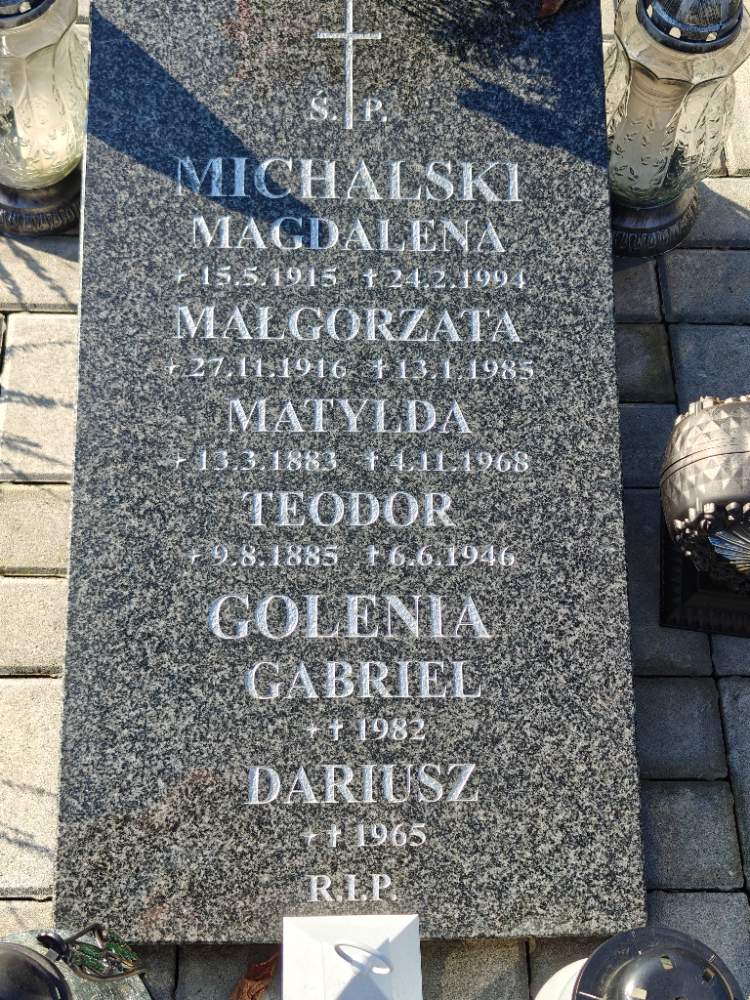 Ś. P.
MICHALSKI
MAGDALENA
⋆ 15.5.1915 ✝ 24.2.1994
MAŁGORZATA
⋆ 27.11.1916 ✝ 13.1.1985
MATYLDA
⋆ 13.3.1883 ✝ 4.11.1968
TEODOR
⋆ 9.8.1885 ✝ 6.6.1946
GOLENIA
GABRIEL
⋆ ✝ 1982
DARIUSZ
⋆ ✝ 1965
R.I.P.